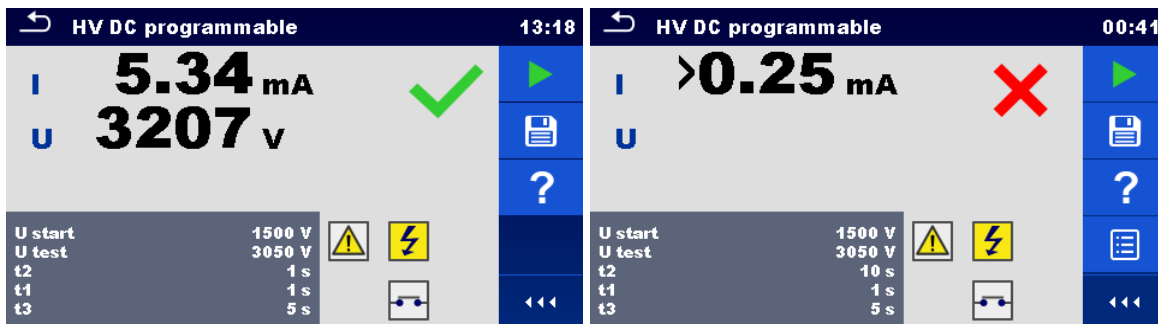 HV DC programmable 13:18
I 5.34 mA
U 3207 V
?
U start 1500 V
U test 3050 V
t2 1 s
t1 1 s
t3 5 s
HV DC programmable 00:41
I >0.25 mA
U
?
U start 1500 V
U test 3050 V
t2 10 s
t1 1 s
t3 5 s